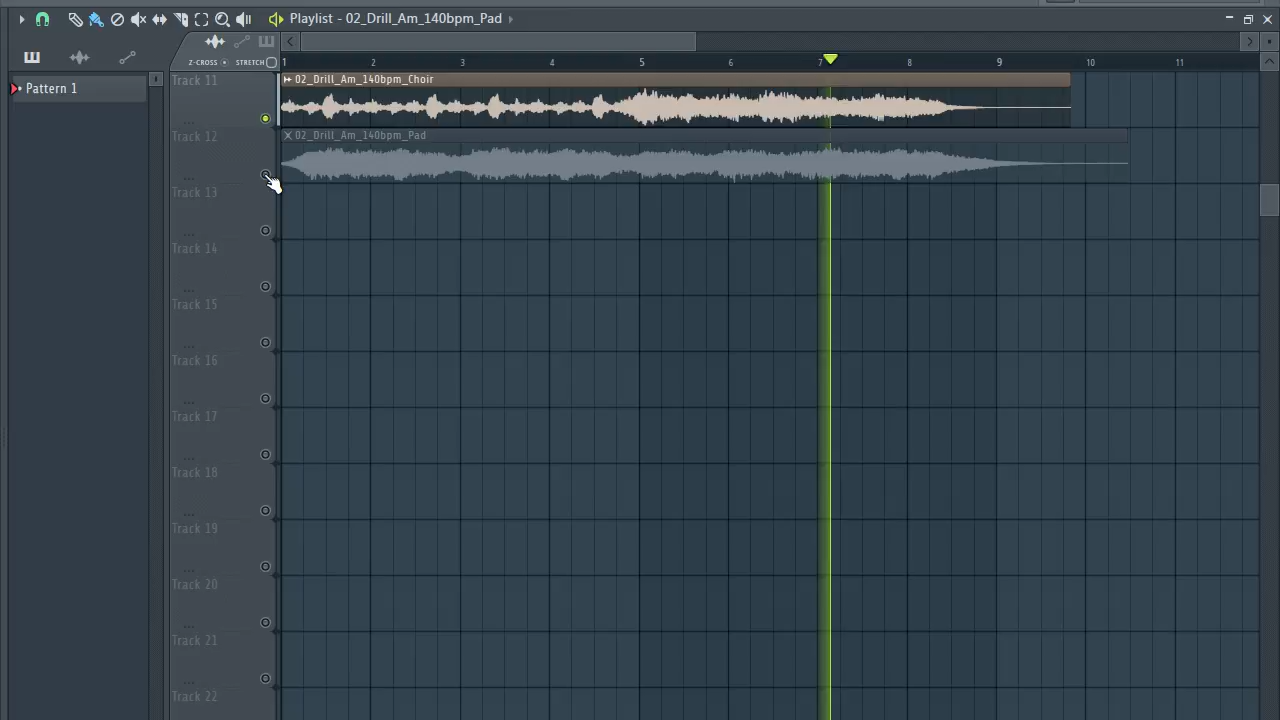 Playlist - 02_Drill_Am_140bpm_Pad
Z-CROSS STRETCH
1 2 3 4 5 6 7 8 9 10 11
Pattern 1
Track 11
02_Drill_Am_140bpm_Choir
Track 12
02_Drill_Am_140bpm_Pad
Track 13
Track 14
Track 15
Track 16
Track 17
Track 18
Track 19
Track 20
Track 21
Track 22